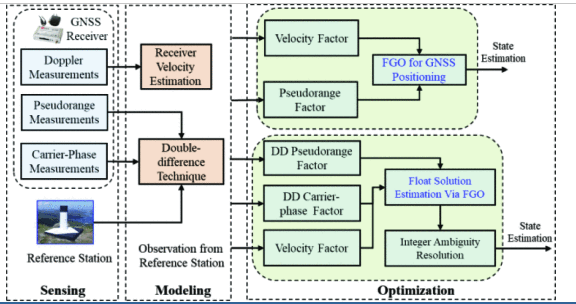 GNSS
Receiver
Doppler
Measurements
Pseudorange
Measurements
Carrier-Phase
Measurements
Reference Station
Sensing
Receiver
Velocity
Estimation
Double-
difference
Technique
Observation from
Reference Station
Modeling
Velocity Factor
Pseudorange
Factor
FGO for GNSS
Positioning
State
Estimation
DD Pseudorange
Factor
DD Carrier-
phase Factor
Velocity Factor
Float Solution
Estimation Via FGO
Integer Ambiguity
Resolution
State
Estimation
Optimization